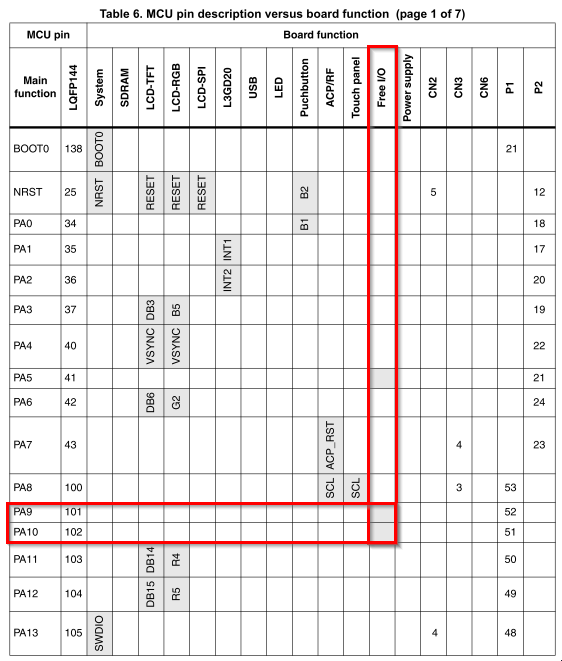 Table 6. MCU pin description versus board function (page 1 of 7)
MCU pin Board function
Main function LQFP144 System SDRAM LCD-TFT LCD-RGB LCD-SPI L3GD20 USB LED Puchbutton ACP/RF Touch panel Free I/O Power supply CN2 CN3 CN6 P1 P2
BOOT0 138 BOOT0 21
NRST 25 NRST RESET RESET RESET B2 5 12
PA0 34 B1 18
PA1 35 INT1 17
PA2 36 INT2 20
PA3 37 DB3 B5 19
PA4 40 VSYNC VSYNC 22
PA5 41 21
PA6 42 DB6 G2 24
PA7 43 ACP_RST 4 23
PA8 100 SCL SCL 3 53
PA9 101 52
PA10 102 51
PA11 103 DB14 R4 50
PA12 104 DB15 R5 49
PA13 105 SWDIO 4 48